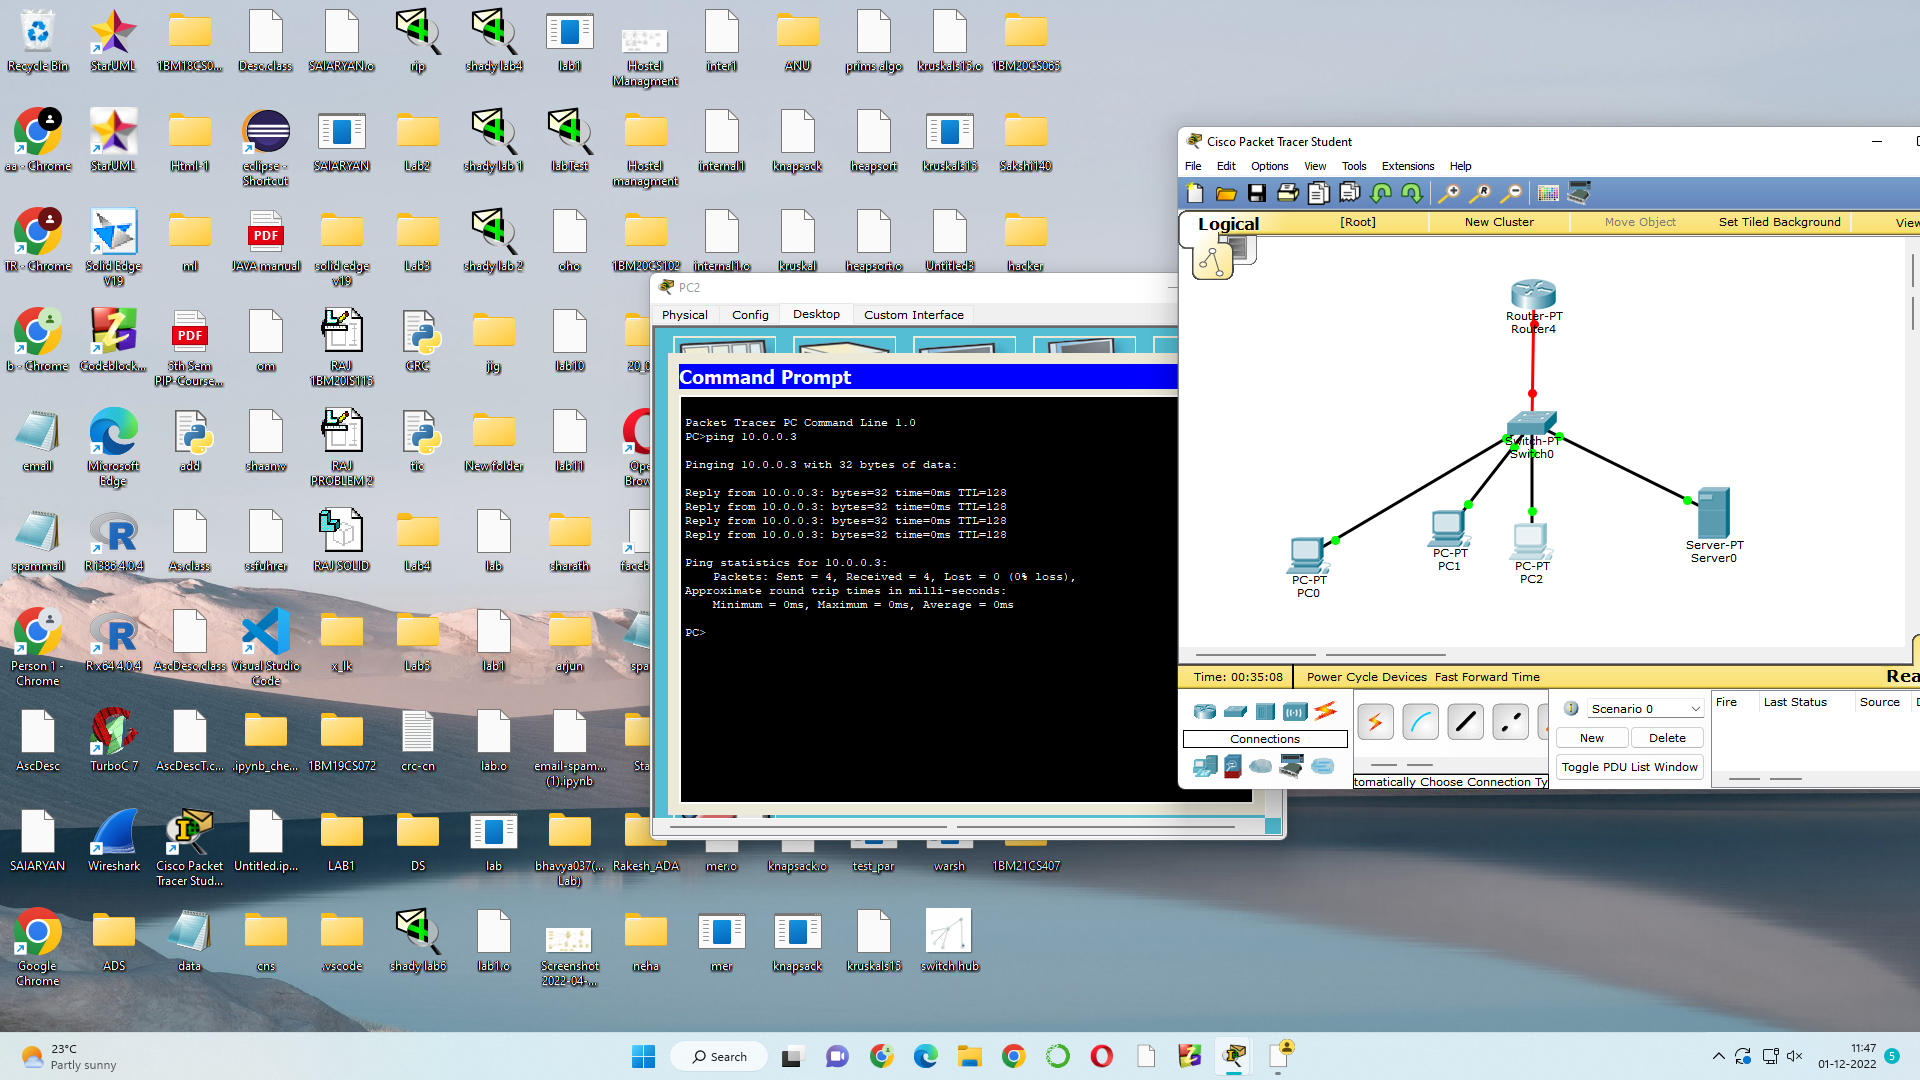 Recycle Bin
StarUML
1BM18CS0...
Desc.class
SAIARYAN.o
rip
shady lab4
lab1
Hostel Managment
inter1
ANU
prims algo
kruskals15.o
1BM20CS065
aa - Chrome
StarUML
Html-1
eclipse - Shortcut
SAIARYAN
Lab2
shady lab 1
labTest
Hostel managment
internal1
knapsack
heapsort
kruskals15
Sakshi140
TR - Chrome
Solid Edge V19
ml
JAVA manual
solid edge v19
Lab3
shady lab 2
oho
1BM20CS102
internal1.o
kruskal
heapsort.o
Untitled3
hacker
b - Chrome
Codeblock...
5th Sem PIP-Course...
om
RAJ 1BM20IS115
CRC
jig
lab10
email
Microsoft Edge
add
shaanw
RAJ PROBLEM 2
tic
New folder
lab11
spammail
R i386 4.0.4
As.class
ssfuhrer
RAJ SOLID
Lab4
lab
sharath
Person 1 - Chrome
R x64 4.0.4
AscDesc.class
Visual Studio Code
x_lk
Lab5
lab1
arjun
AscDesc
TurboC 7
AscDescT.c...
.ipynb_che...
1BM19CS072
crc-cn
lab.o
email-spam... (1).ipynb
SAIARYAN
Wireshark
Cisco Packet Tracer Stud...
Untitled.ip...
LAB1
DS
lab
bhavya037(... Lab)
Rakesh_ADA
mer.o
knapsack.o
test_par
warsh
1BM21CS407
Google Chrome
ADS
data
cns
.vscode
shady lab6
lab1.o
Screenshot 2022-04-...
neha
mer
knapsack
kruskals15
switch hub
PC2
Physical Config Desktop Custom Interface
Command Prompt
Packet Tracer PC Command Line 1.0
PC>ping 10.0.0.3
Pinging 10.0.0.3 with 32 bytes of data:
Reply from 10.0.0.3: bytes=32 time=0ms TTL=128
Reply from 10.0.0.3: bytes=32 time=0ms TTL=128
Reply from 10.0.0.3: bytes=32 time=0ms TTL=128
Reply from 10.0.0.3: bytes=32 time=0ms TTL=128
Ping statistics for 10.0.0.3:
Packets: Sent = 4, Received = 4, Lost = 0 (0% loss),
Approximate round trip times in milli-seconds:
Minimum = 0ms, Maximum = 0ms, Average = 0ms
PC>
Cisco Packet Tracer Student
File Edit Options View Tools Extensions Help
Logical [Root] New Cluster Move Object Set Tiled Background View
Router-PT
Router4
Switch-PT
Switch0
PC-PT
PC0
PC-PT
PC1
PC-PT
PC2
Server-PT
Server0
Time: 00:35:08 Power Cycle Devices Fast Forward Time Rea
Connections
tomatically Choose Connection Ty
Scenario 0
New Delete
Toggle PDU List Window
Fire Last Status Source
23°C
Partly sunny
Search
11:47
01-12-2022
5